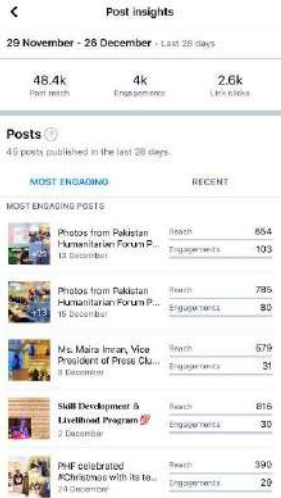 Post insights
29 November - 26 December - Last 28 days
48.4k
4k
2.6k
Post reach
Engagements
Link clicks
Posts
45 posts published in the last 28 days.
MOST ENGAGING
RECENT
MOST ENGAGING POSTS
Photos from Pakistan
Humanitarian Forum P...
13 December
Reach 654
Engagements 103
+13
Photos from Pakistan
Humanitarian Forum P...
15 December
Reach 785
Engagements 80
Ms. Maira Imran, Vice
President of Press Clu...
8 December
Reach 579
Engagements 31
Skill Development &
Livelihood Program 💯
2 December
Reach 816
Engagements 30
PHF celebrated
#Christmas with its te...
24 December
Reach 390
Engagements 29